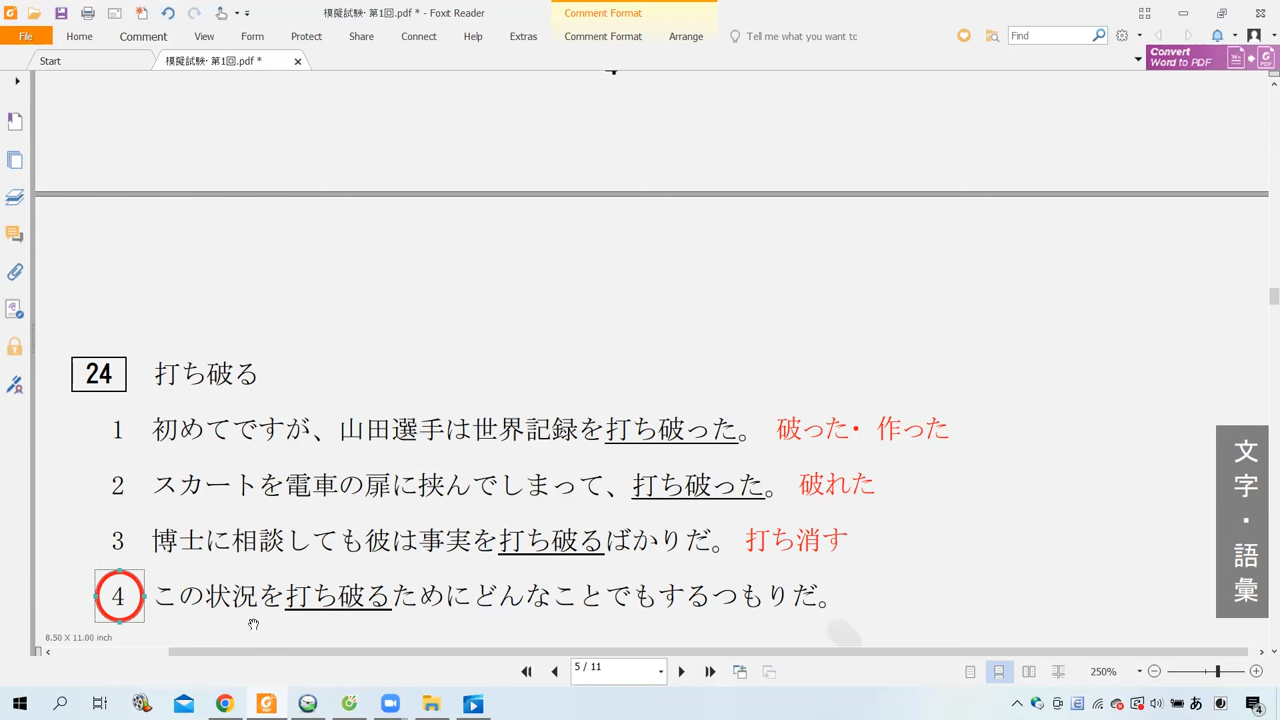 模擬試験・第1回.pdf * - Foxit Reader
Comment Format
File
Home
Comment
View
Form
Protect
Share
Connect
Help
Extras
Comment Format
Arrange
Tell me what you want to do
Find
Start
模擬試験・第1回.pdf *
Convert
Word to PDF
24 打ち破る
1 初めてですが、山田選手は世界記録を打ち破った。 破った・ 作った
2 スカートを電車の扉に挟んでしまって、打ち破った。 破れた
3 博士に相談しても彼は事実を打ち破るばかりだ。 打ち消す
4 この状況を打ち破るためにどんなことでもするつもりだ。
文字・語彙
8.50 X 11.00 inch
5 / 11
250%
あ
4